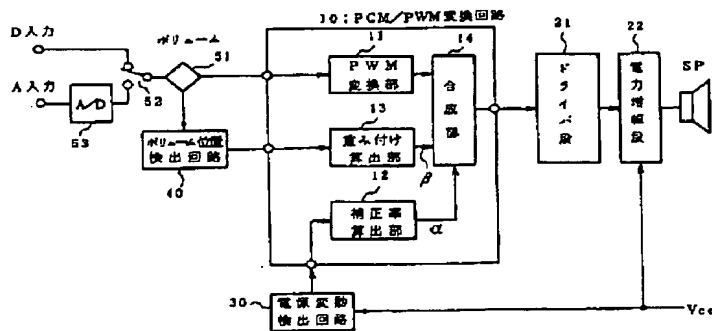 10:PCM/PWM変換回路
D入力
ボリューム
51
11
14
21
22
SP
PWM
変換部
A入力
52
A/D
53
合成部
ドライバ段
電力増幅段
13
ボリューム位置
検出回路
重み付け
算出部
β
40
12
補正率
算出部
α
30
電源変動
検出回路
Vcc